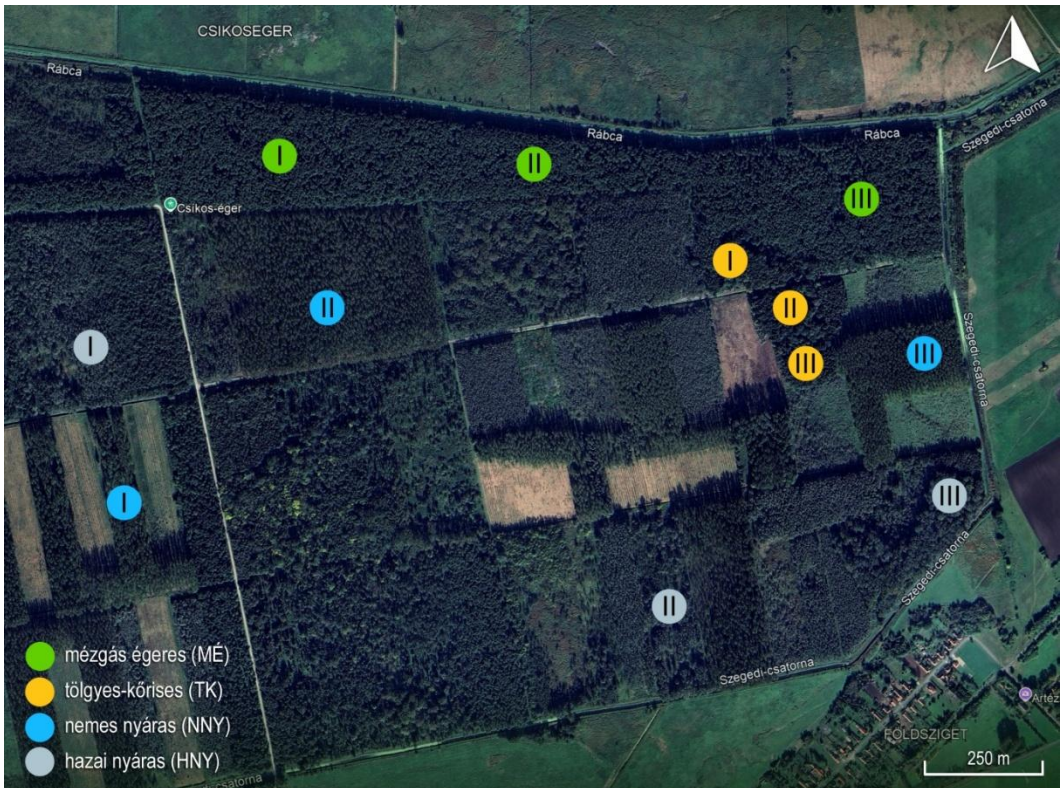 CSIKOSEGER
Rábca
Rábca
Rábca
Szegedi-csatorna
I
II
III
Csikos-éger
I
II
II
I
III
III
Szegedi-csatorna
I
III
Szegedi-csatorna
II
mézgás égeres (MÉ)
tölgyes-kőrises (TK)
nemes nyáras (NNY)
hazai nyáras (HNY)
Szegedi-csatorna
Artéz
FÖLDSZIGET
250 m
-csatorna